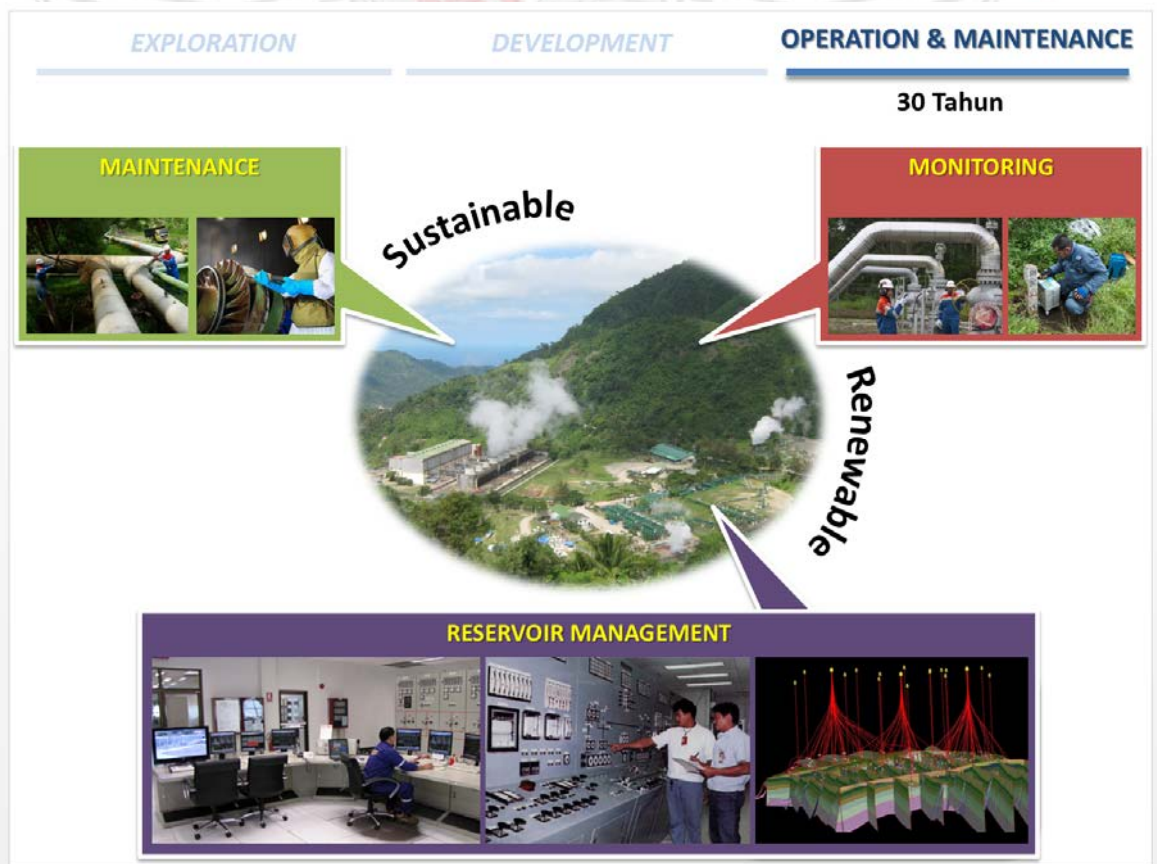 EXPLORATION
DEVELOPMENT
OPERATION & MAINTENANCE
30 Tahun
MAINTENANCE
MONITORING
Sustainable
Renewable
RESERVOIR MANAGEMENT